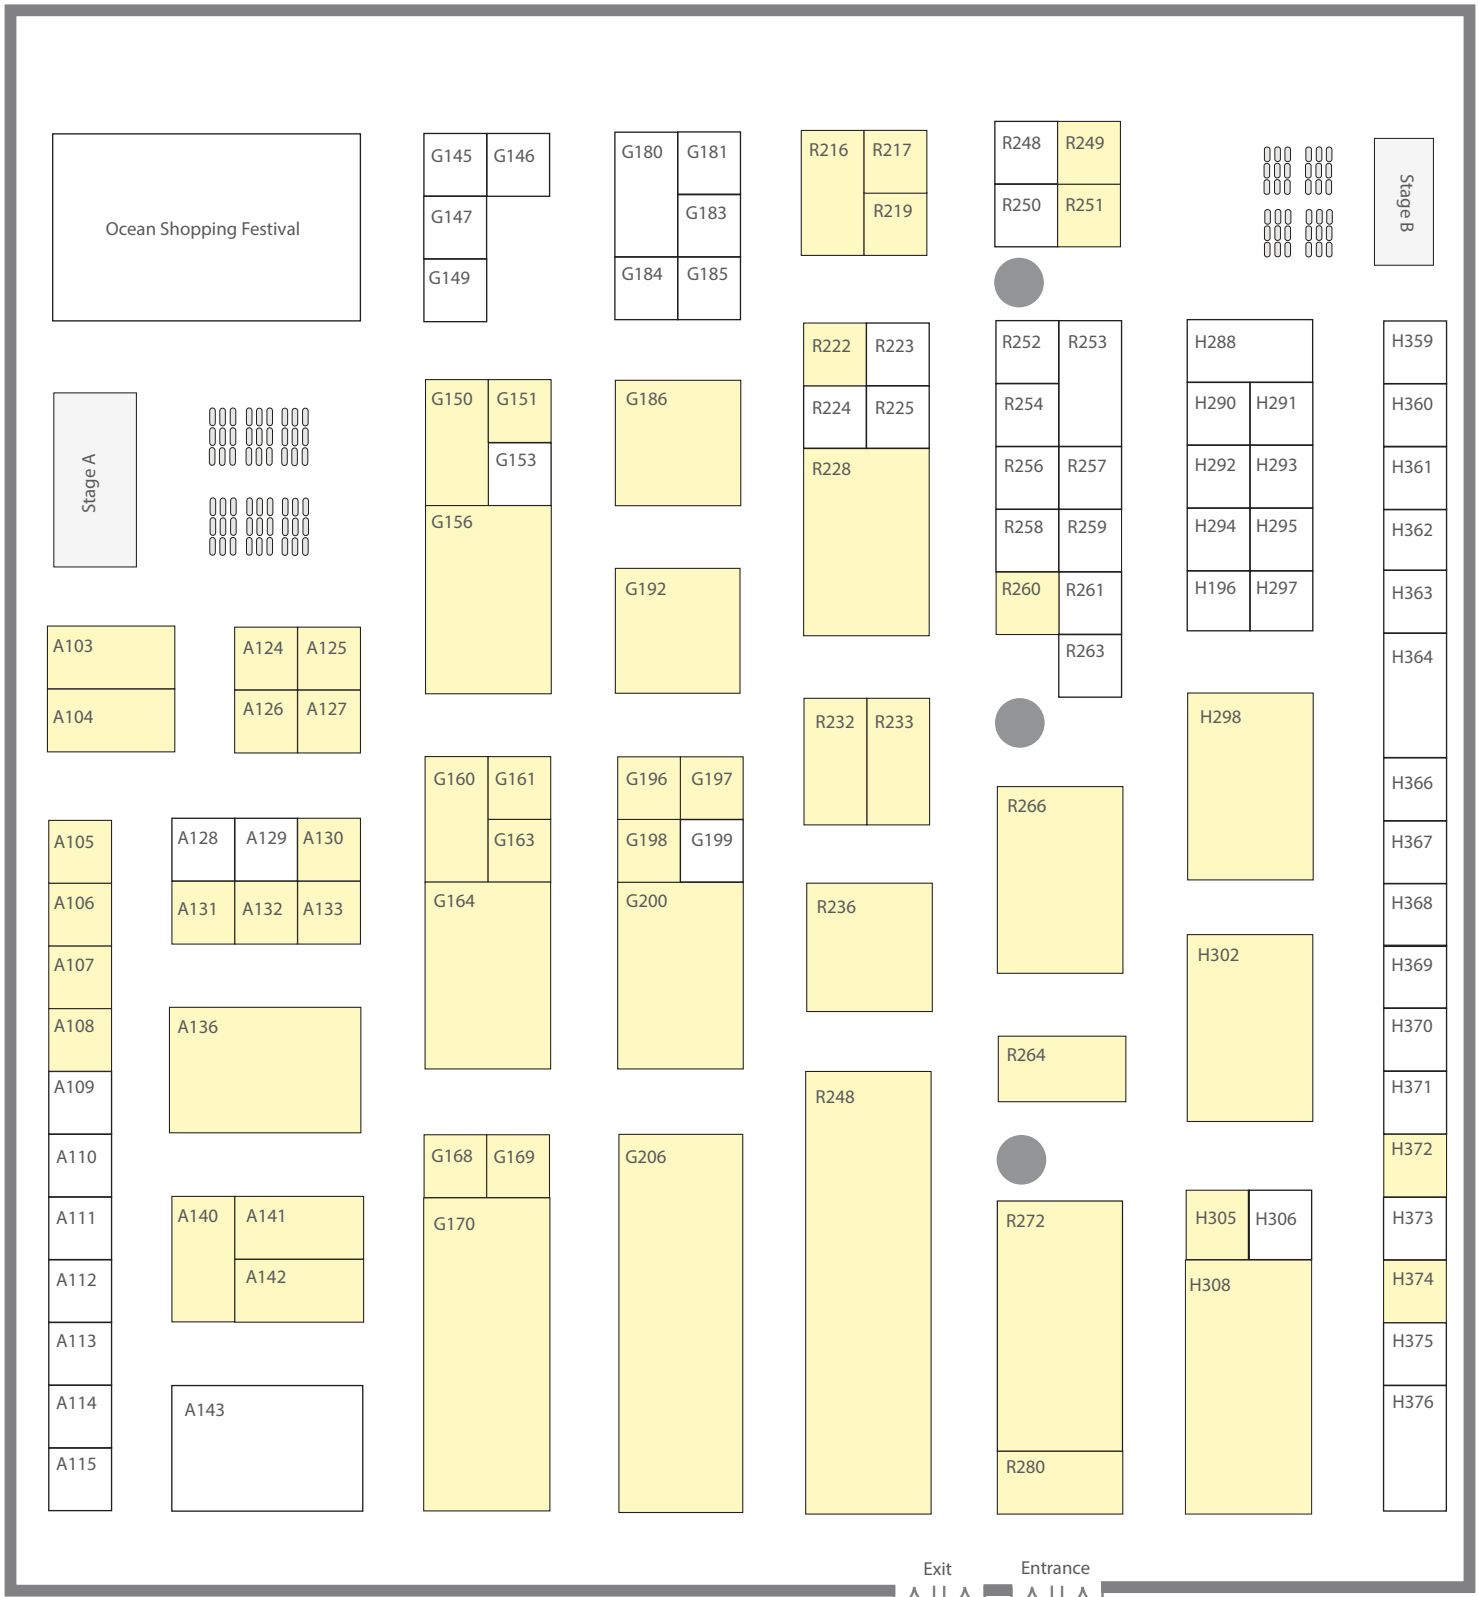 Ocean Shopping Festival
Stage A
A103
A104
A105
A106
A107
A108
A109
A110
A111
A112
A113
A114
A115
A124 A125
A126 A127
A128 A129 A130
A131 A132 A133
A136
A140 A141
A142
A143
G145 G146
G147
G149
G150 G151
G153
G156
G160 G161
G163
G164
G168 G169
G170
G180 G181
G183
G184 G185
G186
G192
G196 G197
G198 G199
G200
G206
R216 R217
R219
R222 R223
R224 R225
R228
R232 R233
R236
R248
R248 R249
R250 R251
R252 R253
R254
R256 R257
R258 R259
R260 R261
R263
R266
R264
R272
R280
Stage B
H288
H290 H291
H292 H293
H294 H295
H196 H297
H298
H302
H305 H306
H308
H359
H360
H361
H362
H363
H364
H366
H367
H368
H369
H370
H371
H372
H373
H374
H375
H376
Exit Entrance